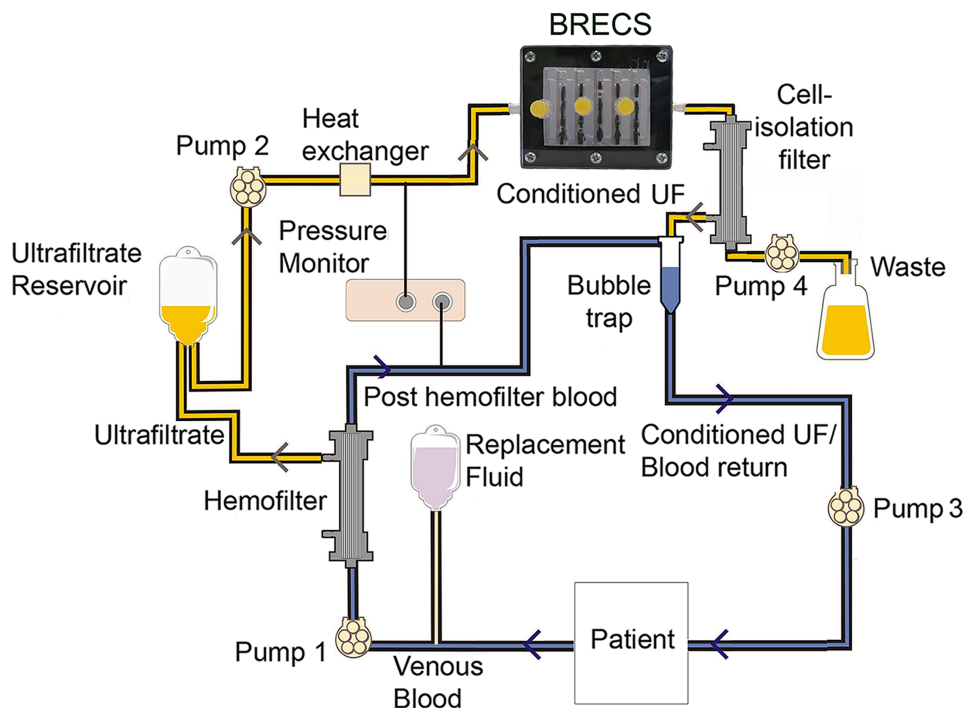 BRECS
Cell-
isolation
filter
Heat
exchanger
Pump 2
Conditioned UF
Ultrafiltrate
Reservoir
Pressure
Monitor
Bubble
trap
Pump 4
Waste
Post hemofilter blood
Ultrafiltrate
Replacement
Fluid
Conditioned UF/
Blood return
Hemofilter
Pump 3
Pump 1
Patient
Venous
Blood